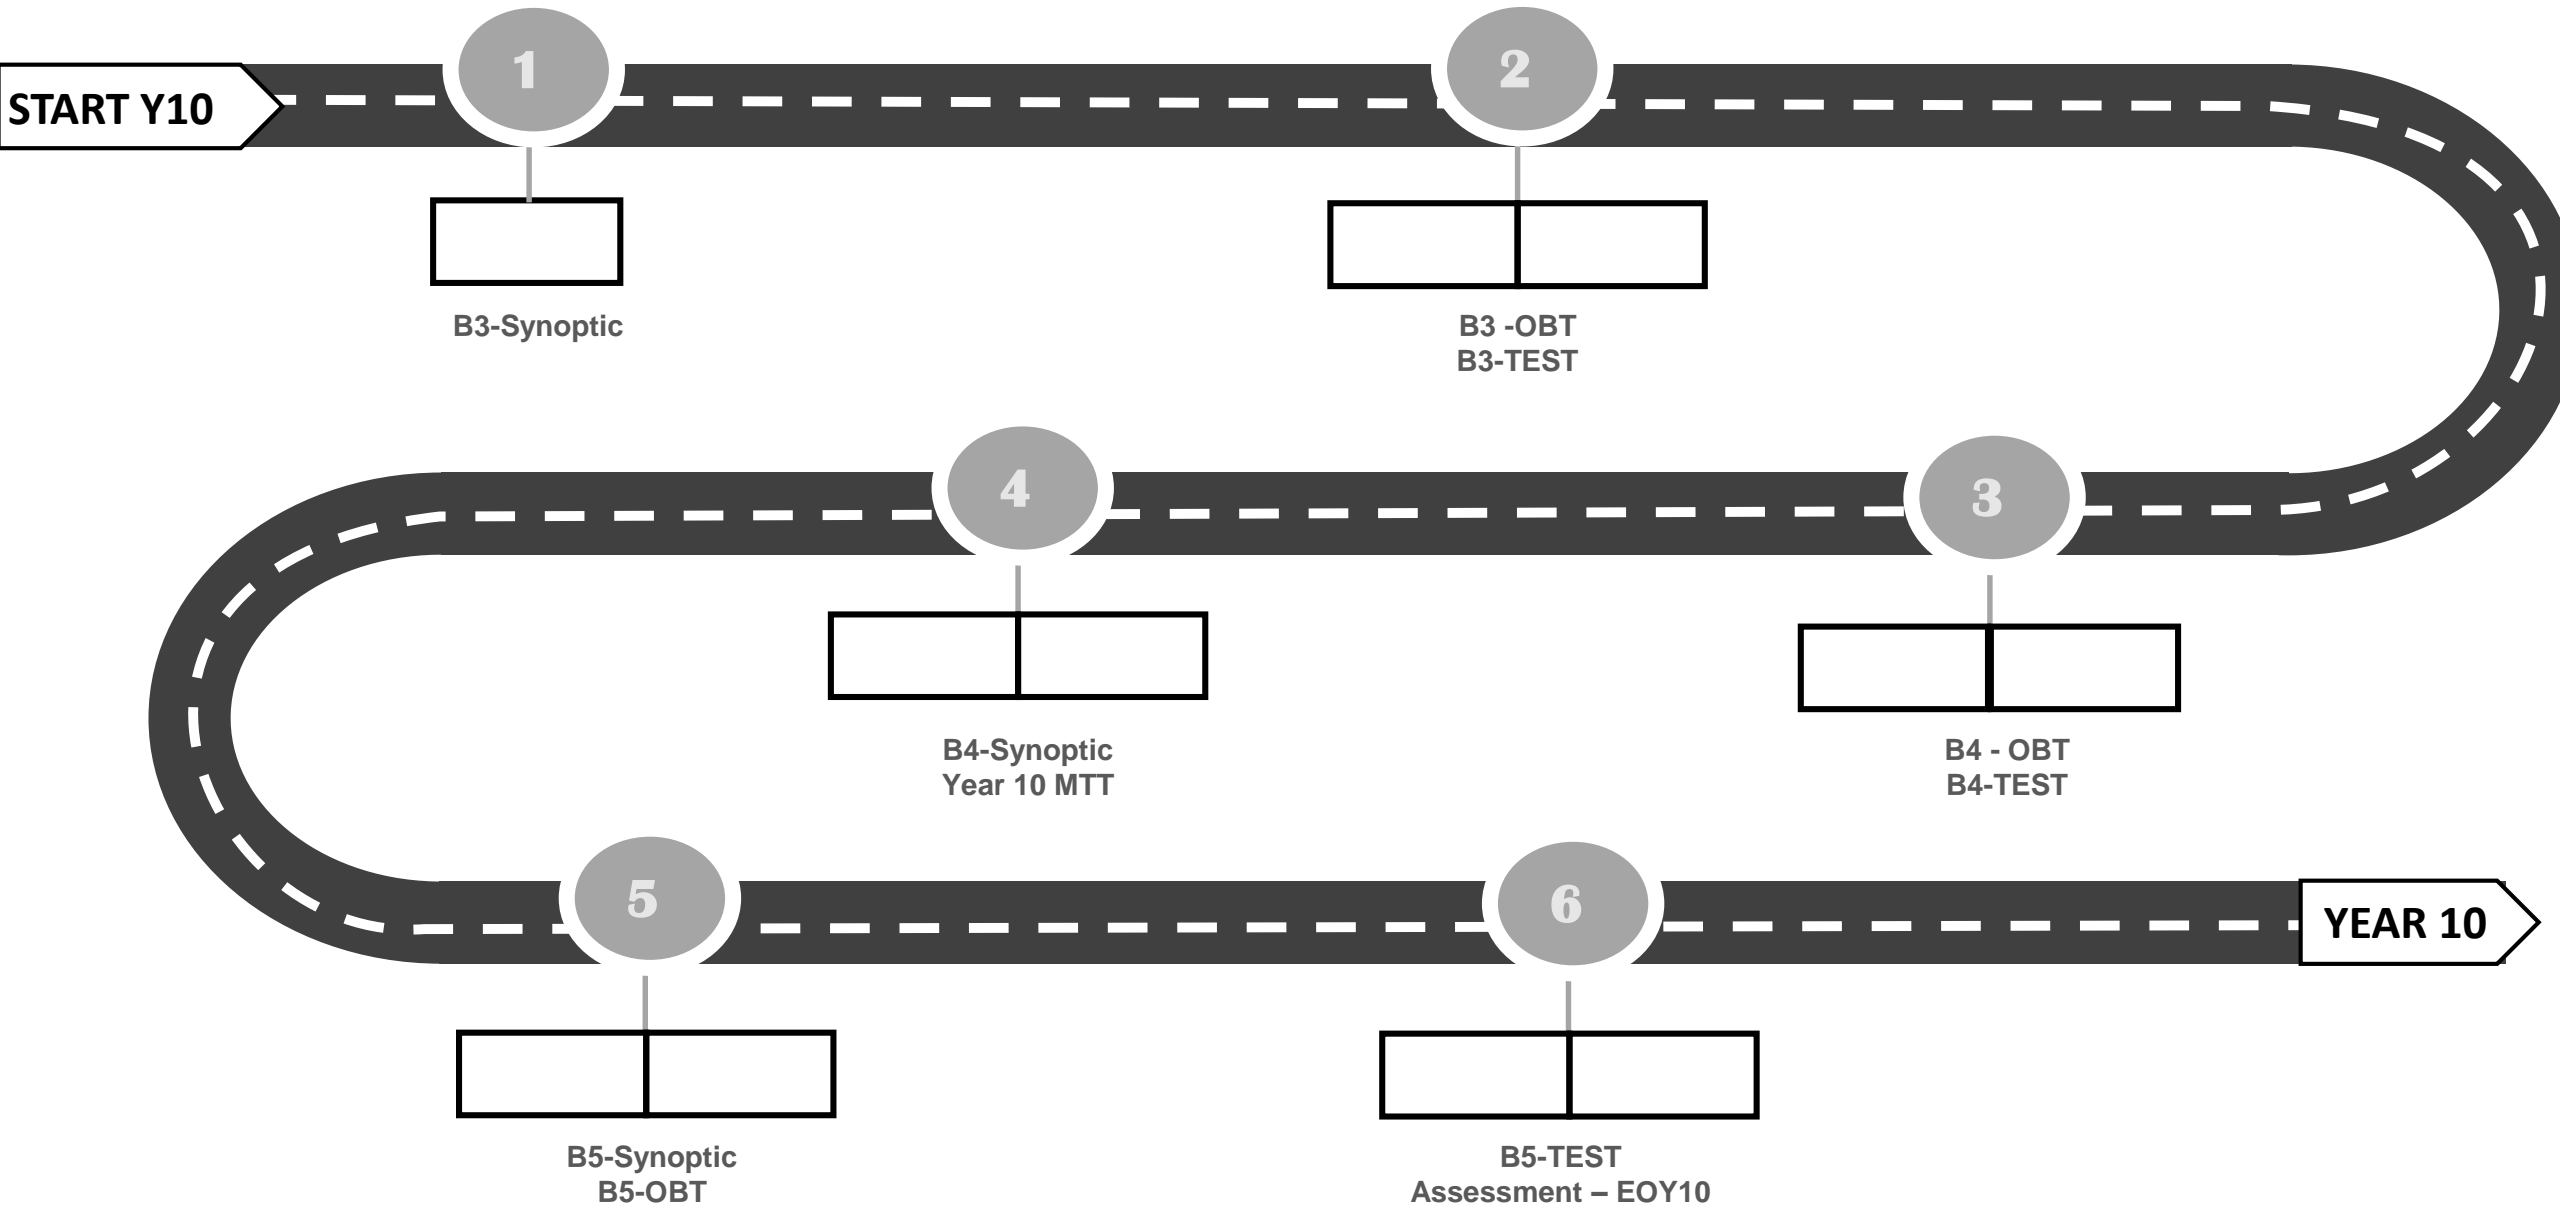 START Y10
1
2
B3-Synoptic
B3 -OBT
B3-TEST
4
3
B4-Synoptic
Year 10 MTT
B4 - OBT
B4-TEST
5
6
YEAR 10
B5-Synoptic
B5-OBT
B5-TEST
Assessment – EOY10